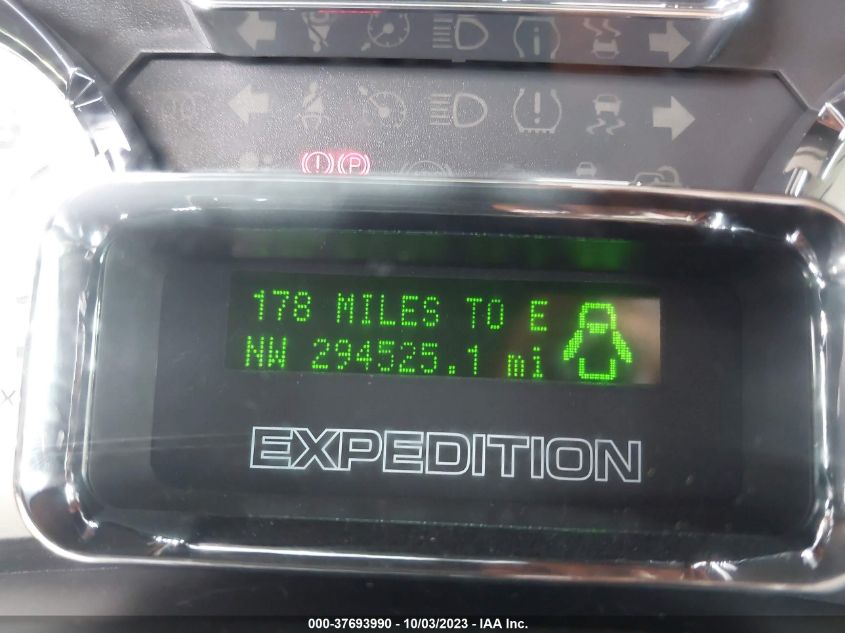 178 MILES TO E
NW 294525.1 mi
EXPEDITION
000-37693990 - 10/03/2023 - IAA Inc.